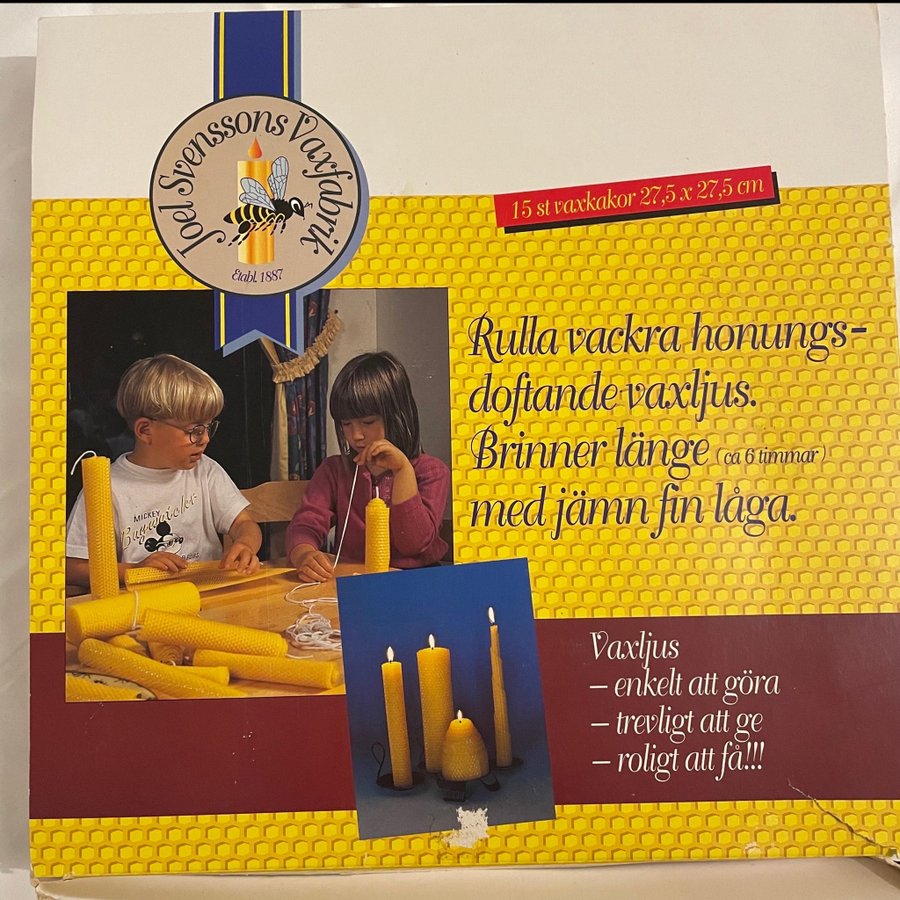 Joel Svenssons Vaxfabrik
Etabl. 1887
15 st vaxkakor 27,5 x 27,5 cm
Rulla vackra honungs-
doftande vaxljus.
Brinner länge (ca 6 timmar)
med jämn fin låga.
MICKEY
Vaxljus
– enkelt att göra
– trevligt att ge
– roligt att få!!!